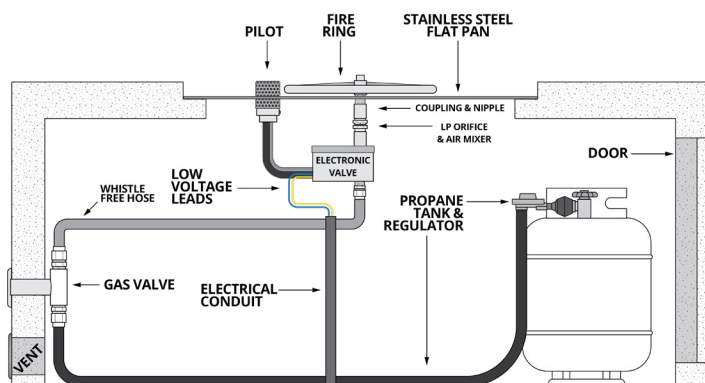 PILOT
FIRE
RING
STAINLESS STEEL
FLAT PAN
COUPLING & NIPPLE
LP ORIFICE
& AIR MIXER
ELECTRONIC
VALVE
DOOR
LOW
VOLTAGE
LEADS
WHISTLE
FREE HOSE
PROPANE
TANK &
REGULATOR
GAS VALVE
ELECTRICAL
CONDUIT
VENT